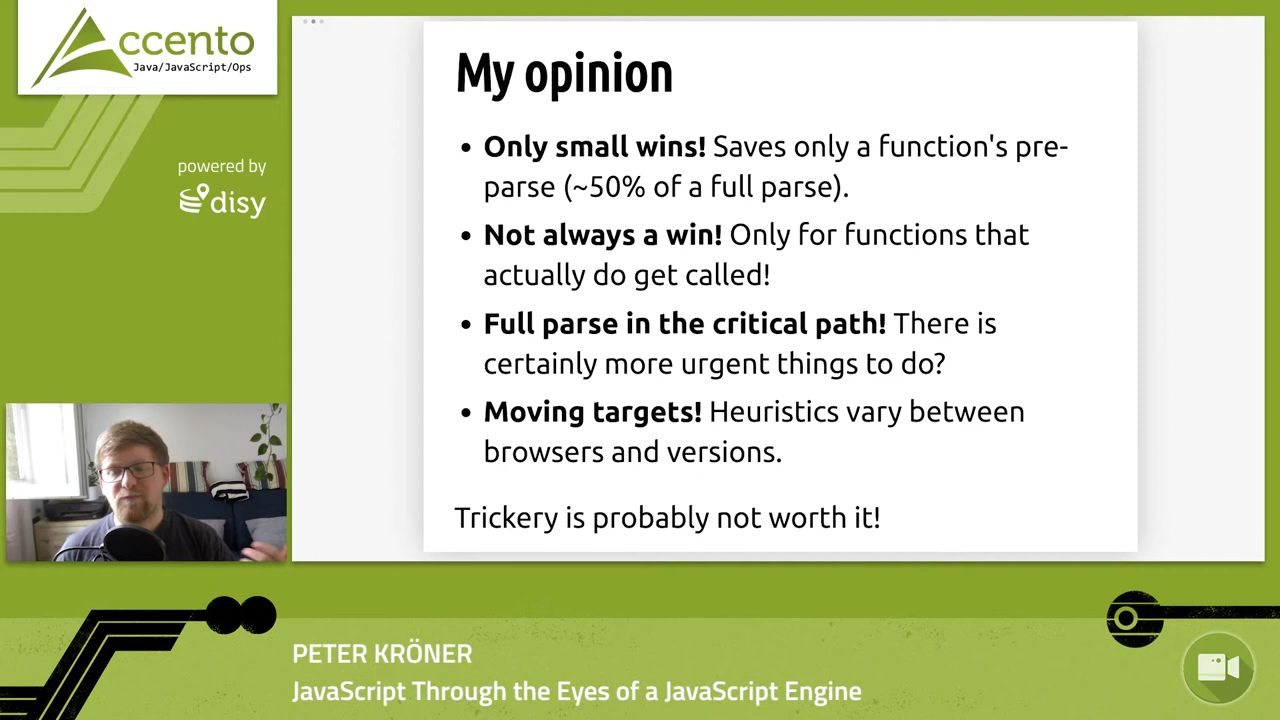 Accento
Java/JavaScript/Ops
powered by
disy
My opinion
• Only small wins! Saves only a function's pre-
parse (~50% of a full parse).
• Not always a win! Only for functions that
actually do get called!
• Full parse in the critical path! There is
certainly more urgent things to do?
• Moving targets! Heuristics vary between
browsers and versions.
Trickery is probably not worth it!
PETER KRÖNER
JavaScript Through the Eyes of a JavaScript Engine